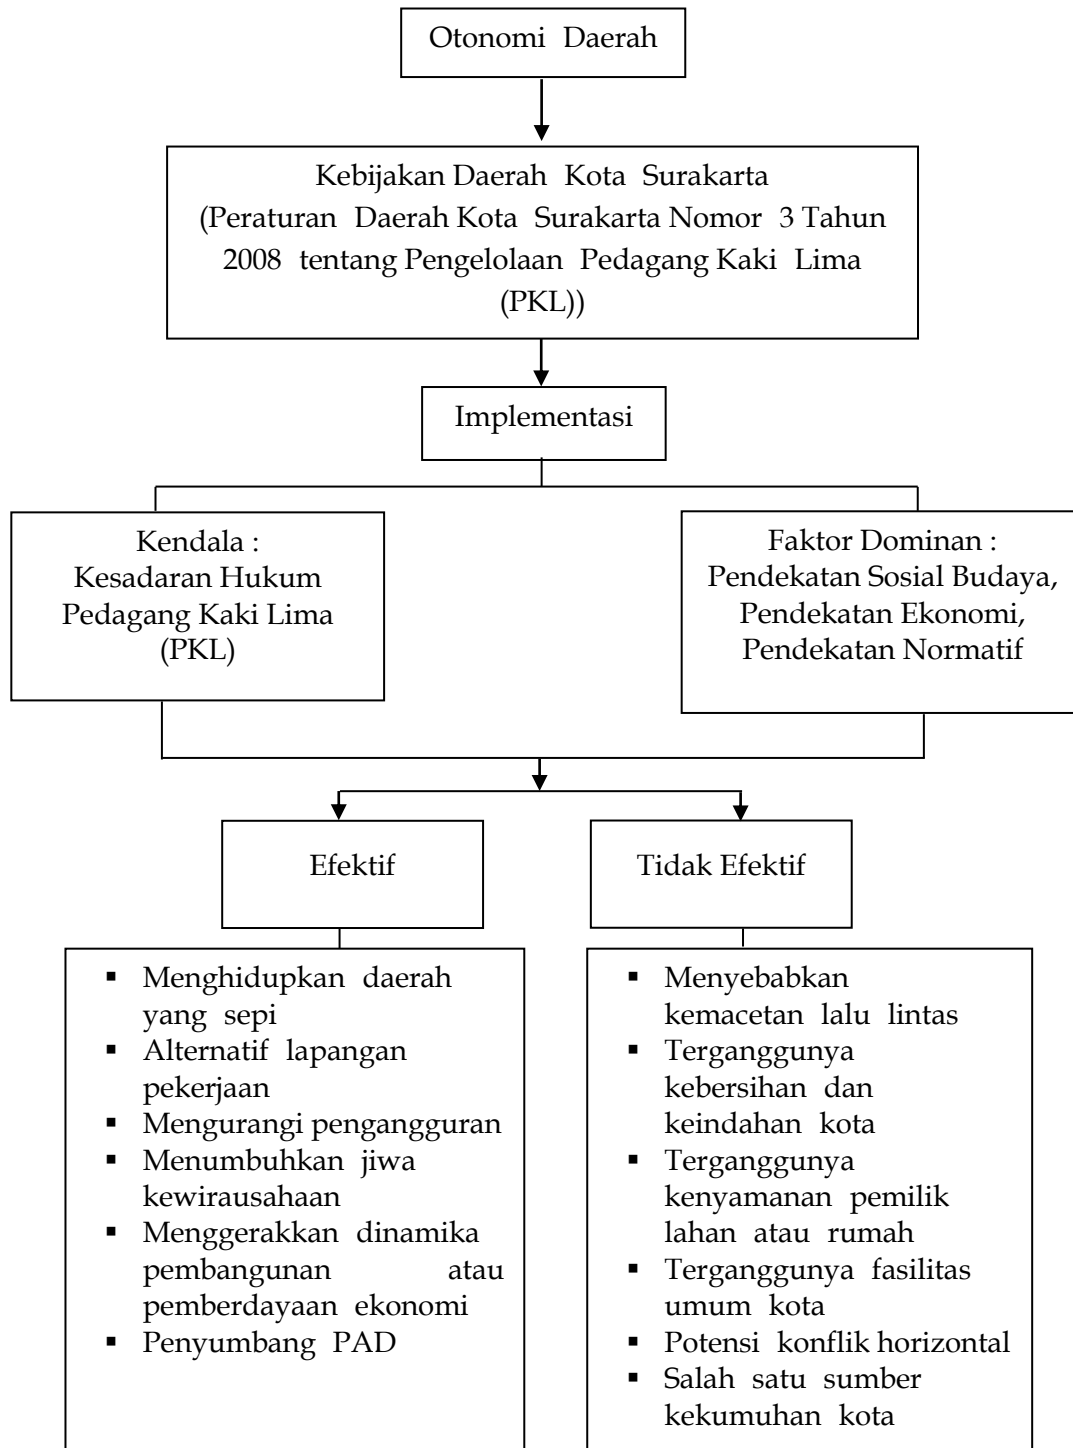 Otonomi Daerah
Kebijakan Daerah Kota Surakarta
(Peraturan Daerah Kota Surakarta Nomor 3 Tahun
2008 tentang Pengelolaan Pedagang Kaki Lima
(PKL))
Implementasi
Kendala :
Kesadaran Hukum
Pedagang Kaki Lima
(PKL)
Faktor Dominan :
Pendekatan Sosial Budaya,
Pendekatan Ekonomi,
Pendekatan Normatif
Efektif
Tidak Efektif
▪ Menghidupkan daerah
yang sepi
▪ Alternatif lapangan
pekerjaan
▪ Mengurangi pengangguran
▪ Menumbuhkan jiwa
kewirausahaan
▪ Menggerakkan dinamika
pembangunan atau
pemberdayaan ekonomi
▪ Penyumbang PAD
▪ Menyebabkan
kemacetan lalu lintas
▪ Terganggunya
kebersihan dan
keindahan kota
▪ Terganggunya
kenyamanan pemilik
lahan atau rumah
▪ Terganggunya fasilitas
umum kota
▪ Potensi konflik horizontal
▪ Salah satu sumber
kekumuhan kota